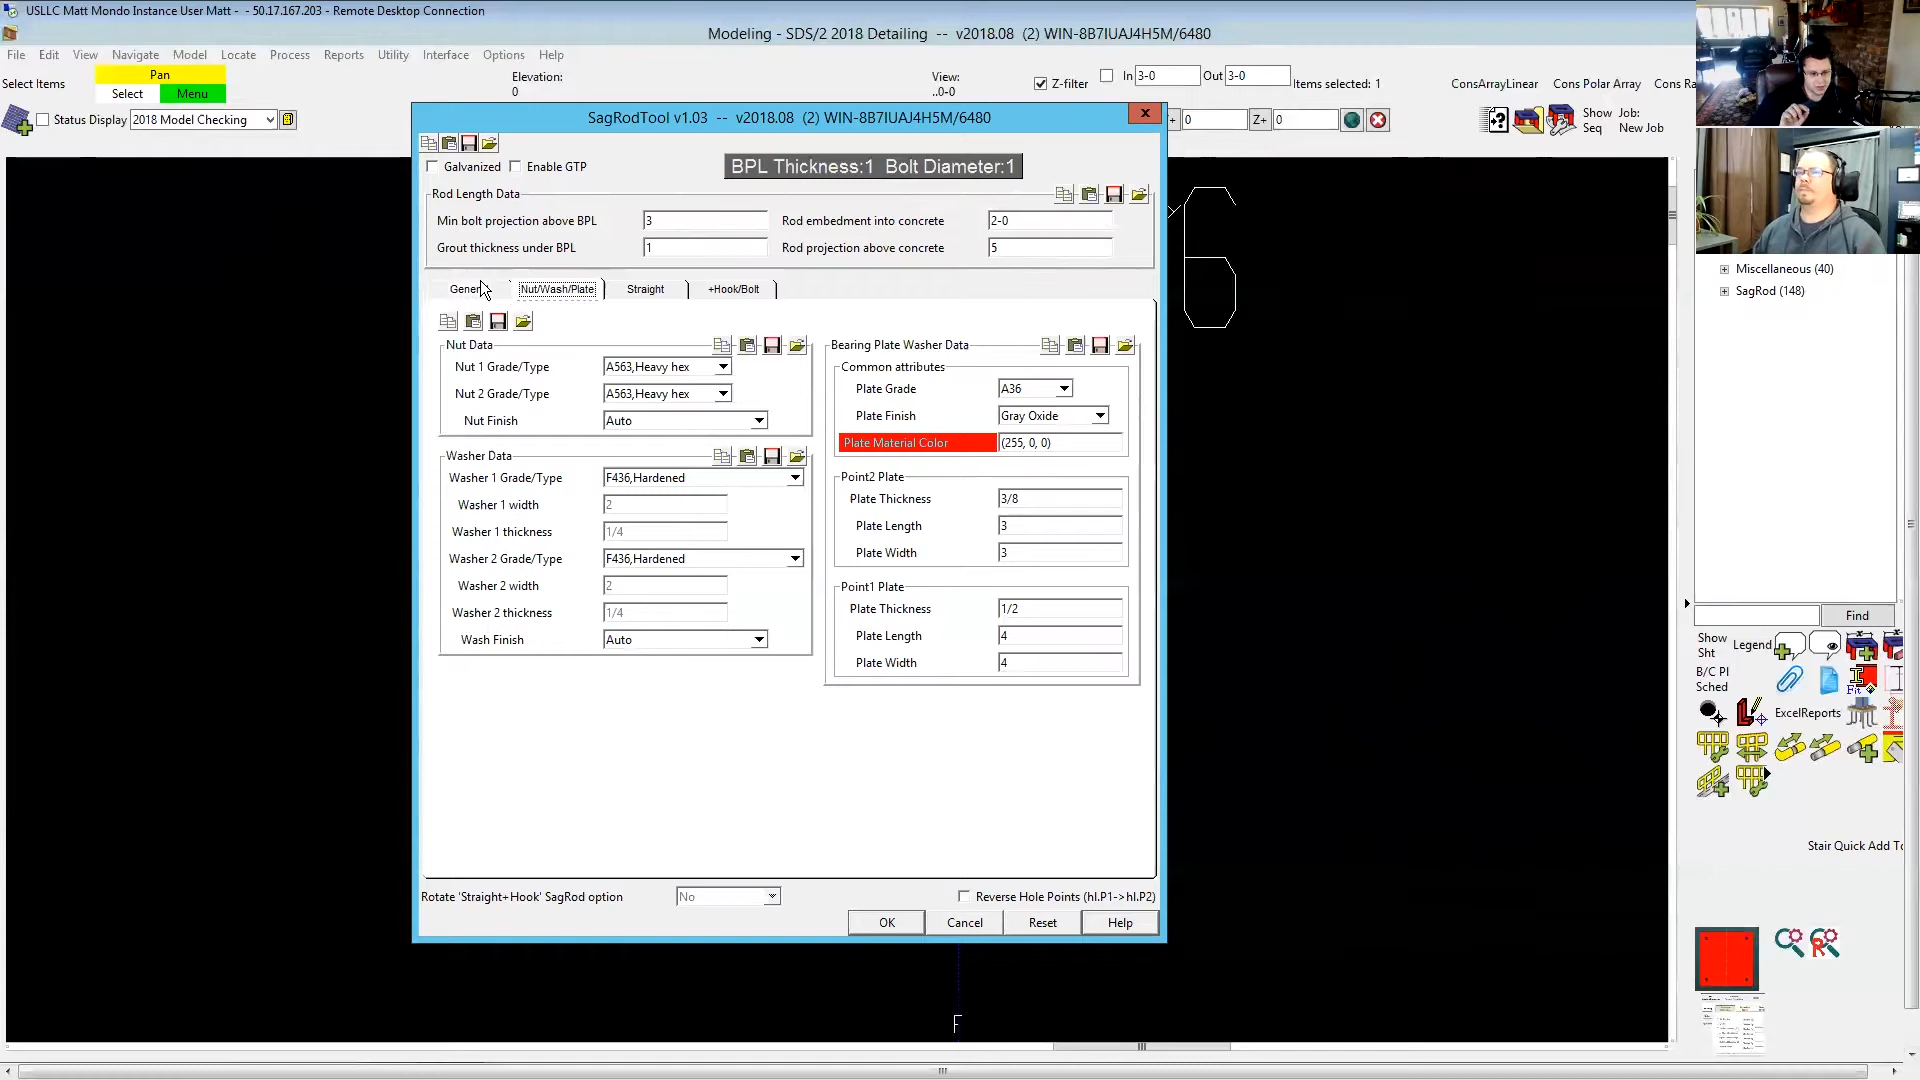 USLLC Matt Mondo Instance User Matt - - 50.17.167.203 - Remote Desktop Connection
Modeling - SDS/2 2018 Detailing -- v2018.08 (2) WIN-8B7IUAJ4H5M/6480
File Edit View Navigate Model Locate Process Reports Utility Interface Options Help
Select Items
Pan
Select Menu
Elevation:
0
View:
..0-0
Z-filter
In 3-0 Out 3-0
Items selected: 1
ConsArrayLinear Cons Polar Array Cons Ra
Status Display 2018 Model Checking
0 Z+ 0
Show Seq
Job: New Job
SagRodTool v1.03 -- v2018.08 (2) WIN-8B7IUAJ4H5M/6480
x
Galvanized Enable GTP
BPL Thickness:1 Bolt Diameter:1
Rod Length Data
Min bolt projection above BPL 3 Rod embedment into concrete 2-0
Grout thickness under BPL 1 Rod projection above concrete 5
Gener Nut/Wash/Plate Straight +Hook/Bolt
Nut Data
Nut 1 Grade/Type A563,Heavy hex
Nut 2 Grade/Type A563,Heavy hex
Nut Finish Auto
Washer Data
Washer 1 Grade/Type F436,Hardened
Washer 1 width 2
Washer 1 thickness 1/4
Washer 2 Grade/Type F436,Hardened
Washer 2 width 2
Washer 2 thickness 1/4
Wash Finish Auto
Bearing Plate Washer Data
Common attributes
Plate Grade A36
Plate Finish Gray Oxide
Plate Material Color (255, 0, 0)
Point2 Plate
Plate Thickness 3/8
Plate Length 3
Plate Width 3
Point1 Plate
Plate Thickness 1/2
Plate Length 4
Plate Width 4
Rotate 'Straight+Hook' SagRod option No
Reverse Hole Points (hl.P1->hl.P2)
OK Cancel Reset Help
F
Miscellaneous (40)
SagRod (148)
Find
Show Sht
Legend
B/C Pl Sched
Fit
ExcelReports
Stair Quick Add To